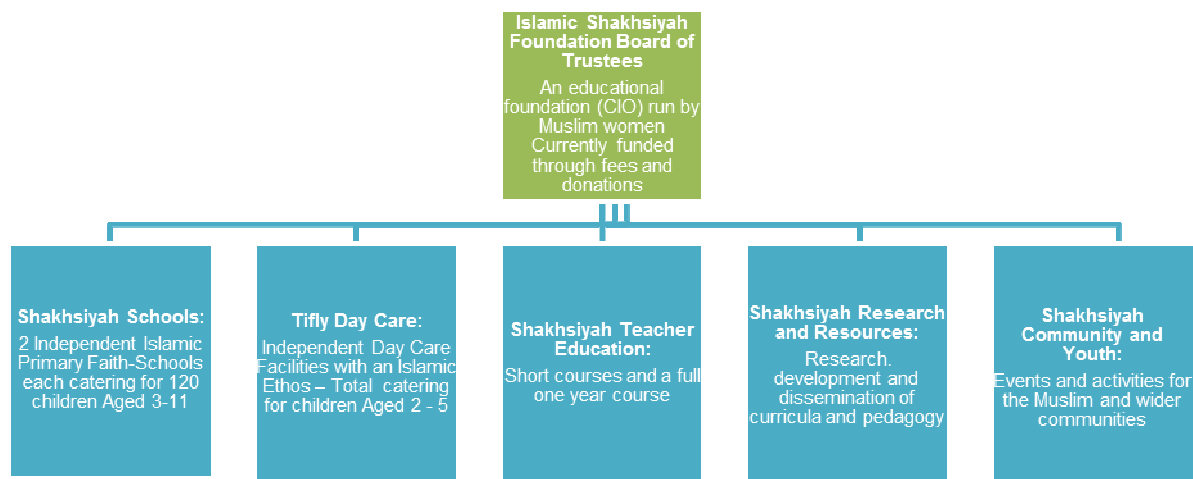 Islamic Shakhsiyah
Foundation Board of
Trustees
An educational
foundation (CIO) run by
Muslim women
Currently funded
through fees and
donations
Shakhsiyah Schools:
2 Independent Islamic
Primary Faith-Schools
each catering for 120
children Aged 3-11
Tifly Day Care:
Independent Day Care
Facilities with an Islamic
Ethos – Total catering
for children Aged 2 - 5
Shakhsiyah Teacher
Education:
Short courses and a full
one year course
Shakhsiyah Research
and Resources:
Research.
development and
dissemination of
curricula and pedagogy
Shakhsiyah
Community and
Youth:
Events and activities for
the Muslim and wider
communities